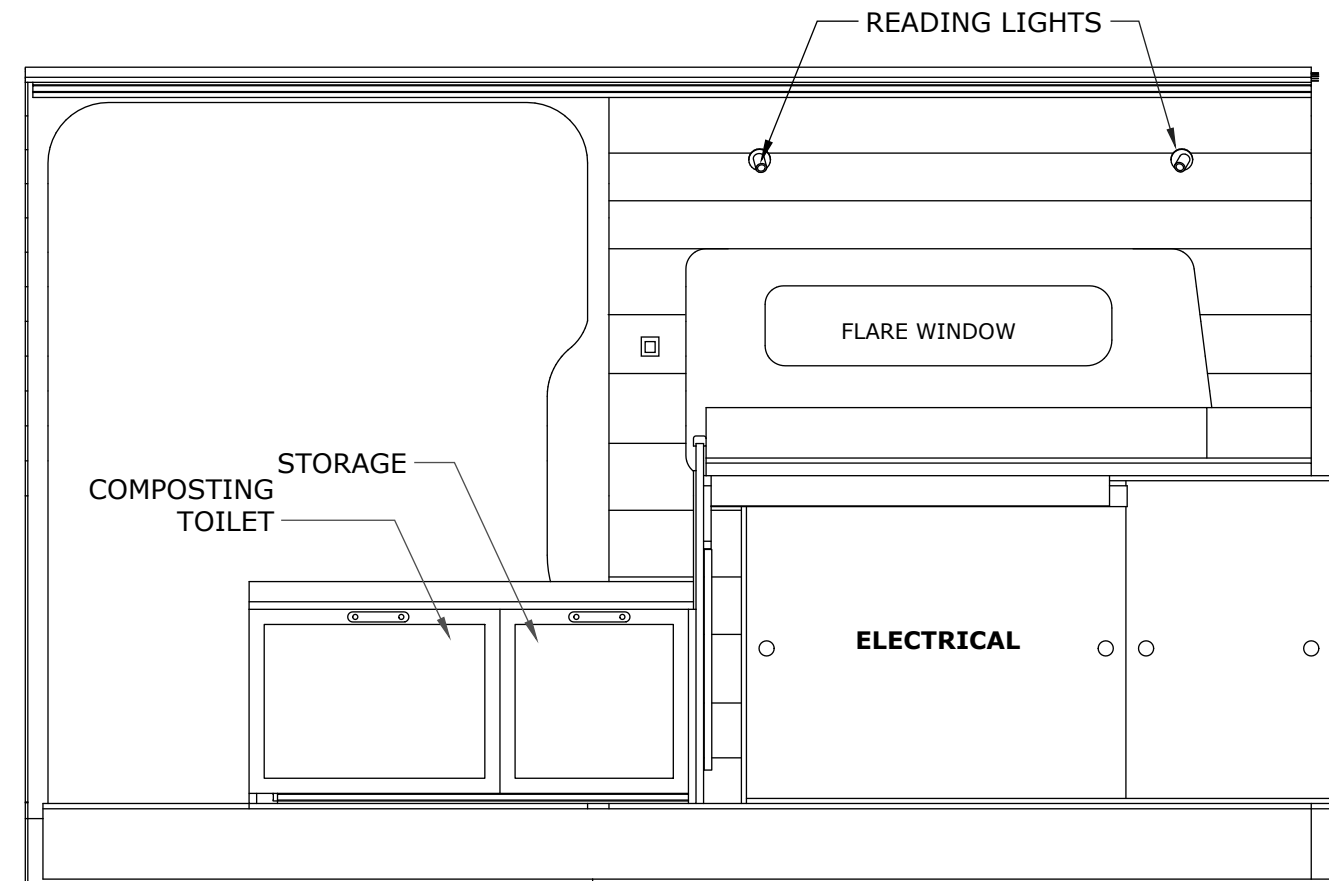 READING LIGHTS
FLARE WINDOW
STORAGE
COMPOSTING
TOILET
ELECTRICAL